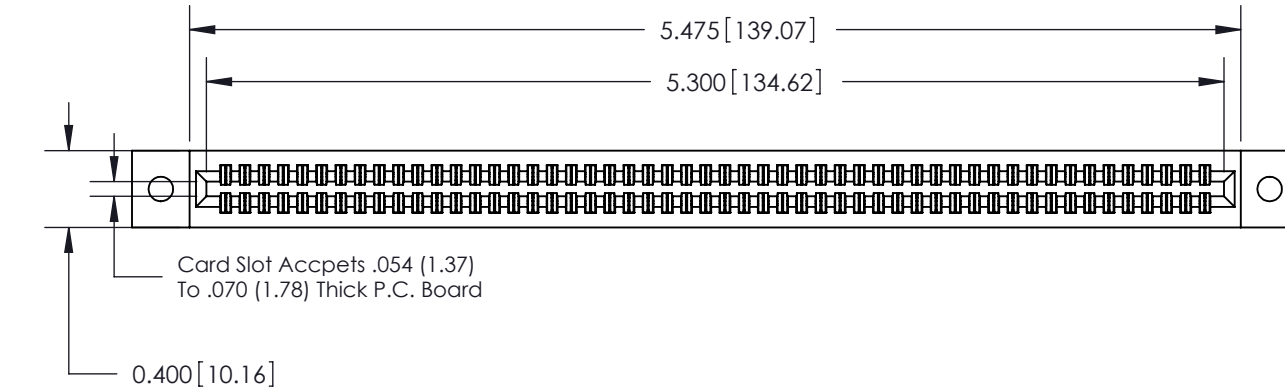 5.475[139.07]
5.300[134.62]
Card Slot Accpets .054 (1.37)
To .070 (1.78) Thick P.C. Board
0.400[10.16]